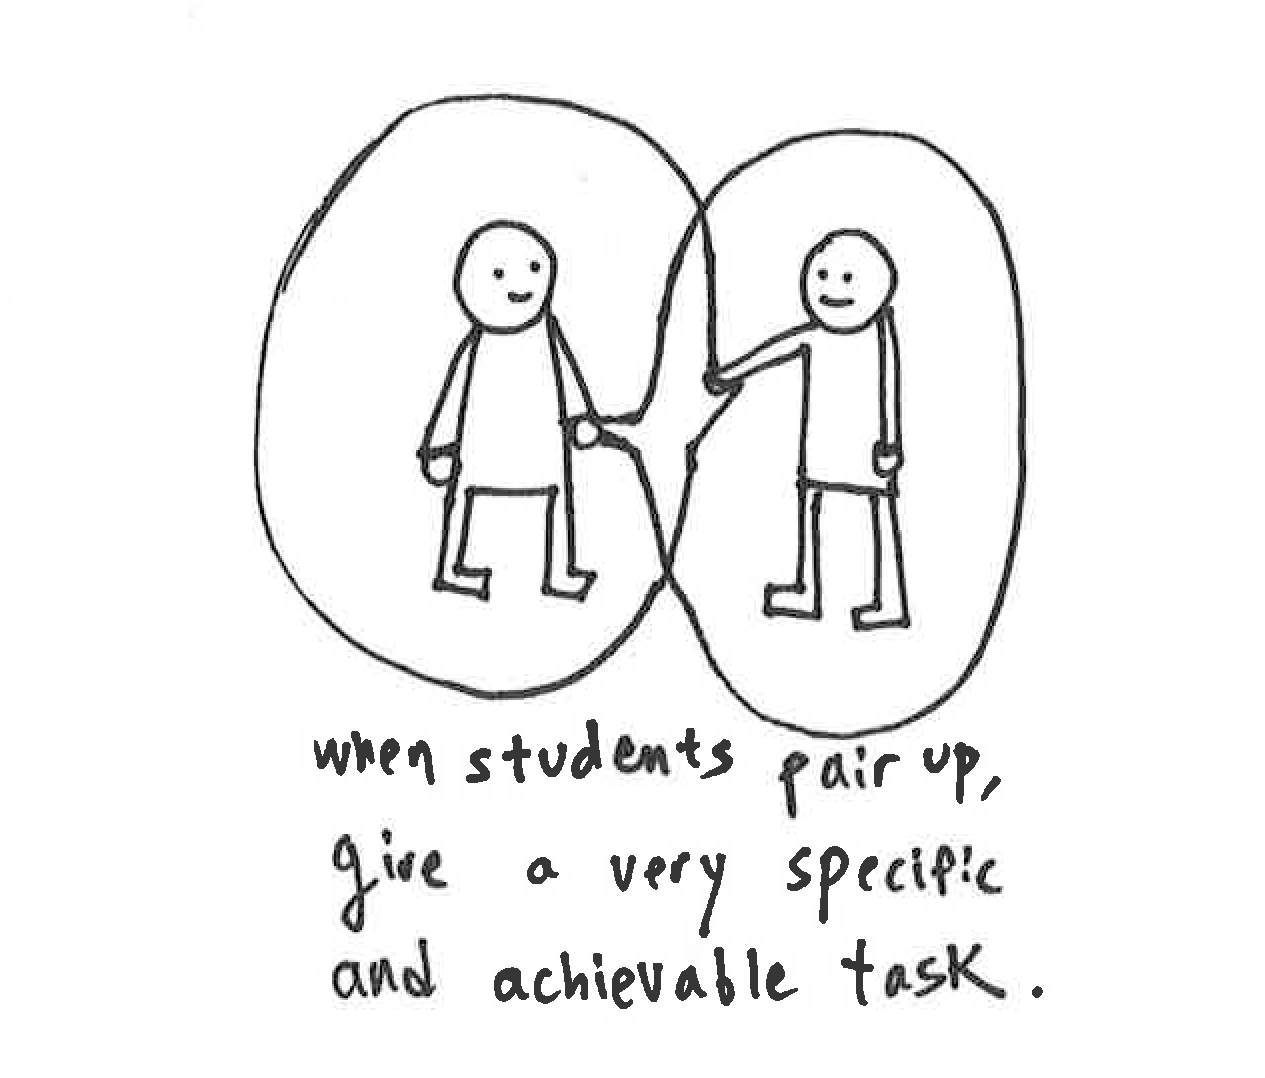 when students pair up,
give a very specific
and achievable task.